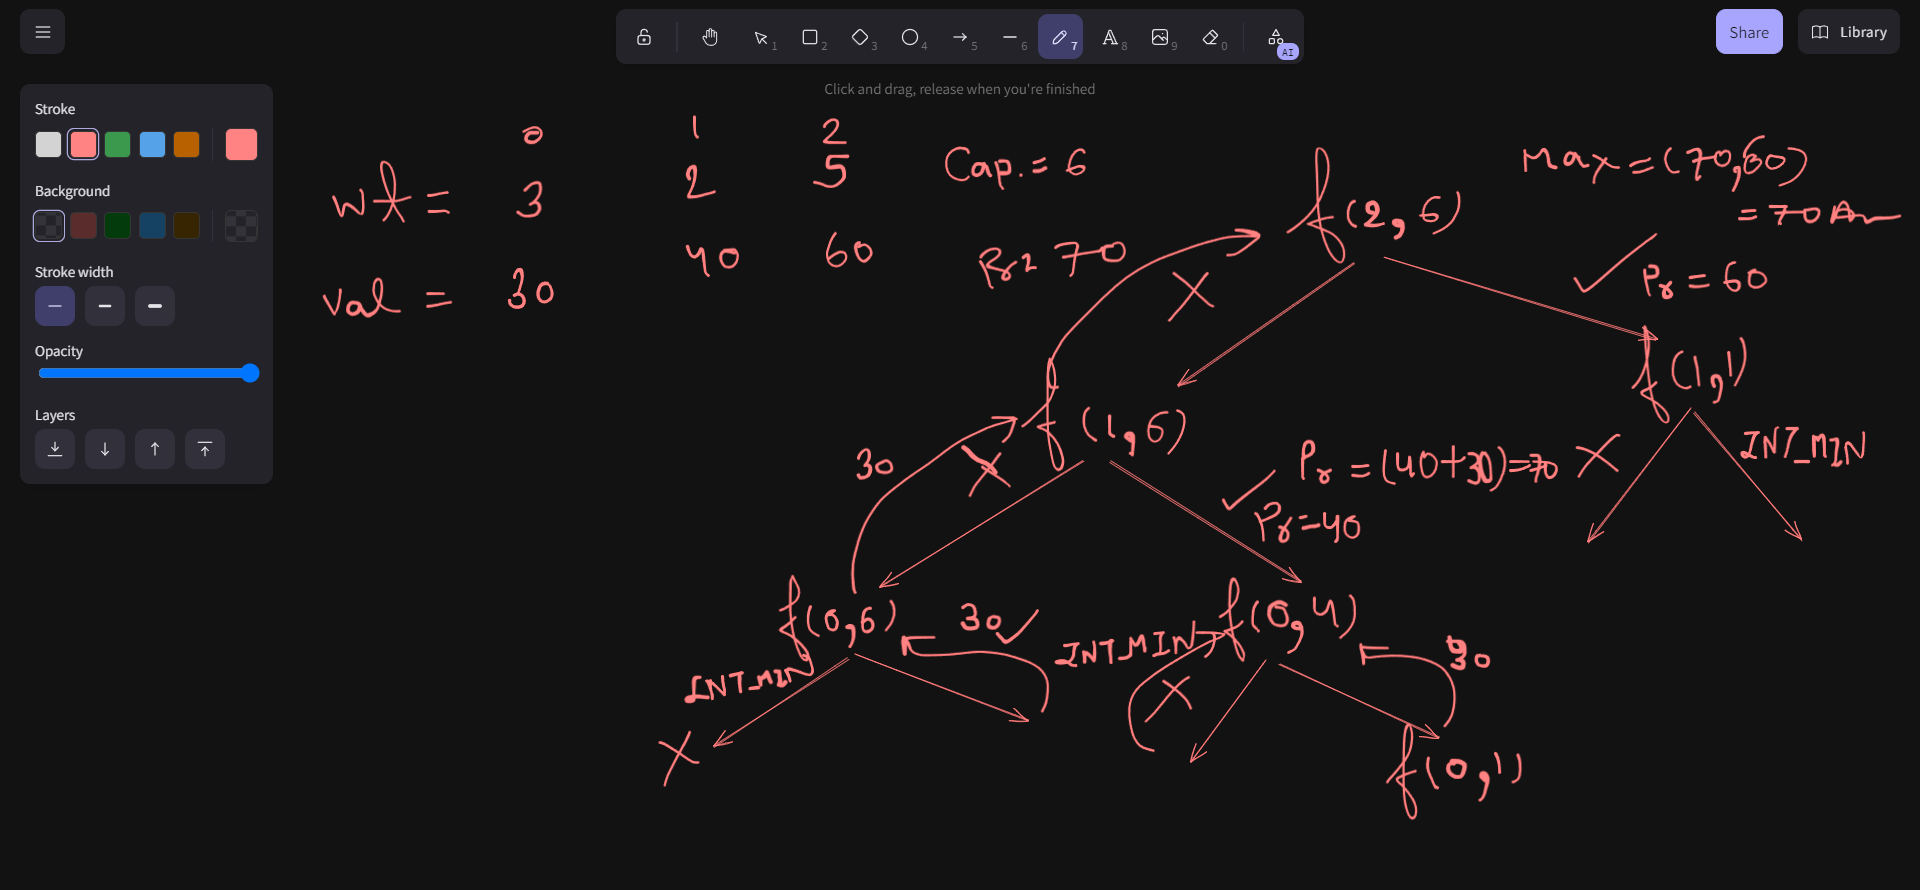 1 2 3 4 5 6 7 8 9 0 AI
Share
Library
Click and drag, release when you're finished
Stroke
Background
Stroke width
Opacity
Layers
0 1 2
wt = 3 2 5
val = 30 40 60
Cap. = 6
Pr = 70
f(2,6)
Max = (70,60)
= 70 Ans
X
✓ Pr = 60
f(1,6)
f(1,1)
30
X
Pr = (40+30)=70
✓ Pr=40
X
INT_MIN
f(0,6)
30 ✓
INT_MIN
f(0,4)
30
INT_MIN
X
X
f(0,1)